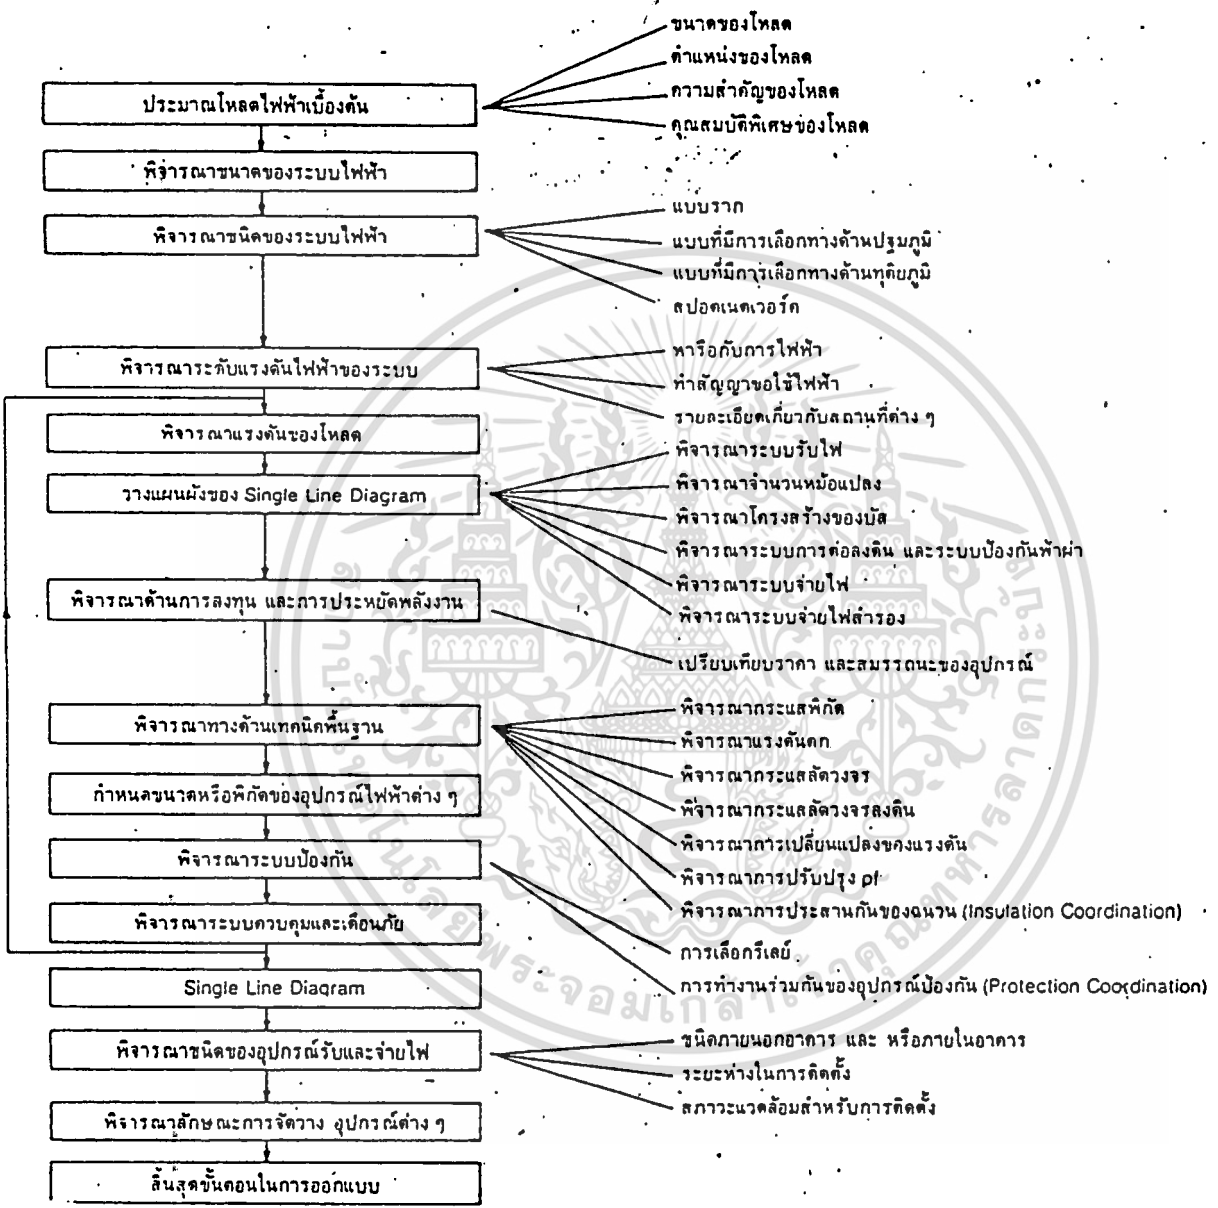 ขนาดของโหลด
ตำแหน่งของโหลด
ความสำคัญของโหลด
คุณสมบัติพิเศษของโหลด
ประมาณโหลดไฟฟ้าเบื้องต้น
พิจารณาขนาดของระบบไฟฟ้า
พิจารณาชนิดของระบบไฟฟ้า
แบบราก
แบบที่มีการเลือกทางด้านปฐมภูมิ
แบบที่มีการเลือกทางด้านทุติยภูมิ
สปอตเนตเวอร์ค
พิจารณาระดับแรงดันไฟฟ้าของระบบ
หารือกับการไฟฟ้า
ทำสัญญาขอใช้ไฟฟ้า
รายละเอียดเกี่ยวกับสถานที่ต่าง ๆ
พิจารณาแรงดันของโหลด
วางแผนผังของ Single Line Diagram
พิจารณาระบบรับไฟ
พิจารณาจำนวนหม้อแปลง
พิจารณาโครงสร้างของบัส
พิจารณาระบบการต่อลงดิน และระบบป้องกันฟ้าผ่า
พิจารณาระบบจ่ายไฟ
พิจารณาระบบจ่ายไฟสำรอง
พิจารณาด้านการลงทุน และการประหยัดพลังงาน
เปรียบเทียบราคา และสมรรถนะของอุปกรณ์
พิจารณาทางด้านเทคนิคพื้นฐาน
พิจารณากระแสพิกัด
พิจารณาแรงดันตก
พิจารณากระแสลัดวงจร
พิจารณากระแสลัดวงจรลงดิน
พิจารณาการเปลี่ยนแปลงของแรงดัน
พิจารณาการปรับปรุง pf
พิจารณาการประสานกันของฉนวน (Insulation Coordination)
กำหนดขนาดหรือพิกัดของอุปกรณ์ไฟฟ้าต่าง ๆ
พิจารณาระบบป้องกัน
การเลือกรีเลย์
การทำงานร่วมกันของอุปกรณ์ป้องกัน (Protection Coordination)
พิจารณาระบบควบคุมและเตือนภัย
Single Line Diagram
พิจารณาชนิดของอุปกรณ์รับและจ่ายไฟ
ชนิดภายนอกอาคาร และ หรือภายในอาคาร
ระยะห่างในการติดตั้ง
สภาวะแวดล้อมสำหรับการติดตั้ง
พิจารณาลักษณะการจัดวาง อุปกรณ์ต่าง ๆ
สิ้นสุดขั้นตอนในการออกแบบ